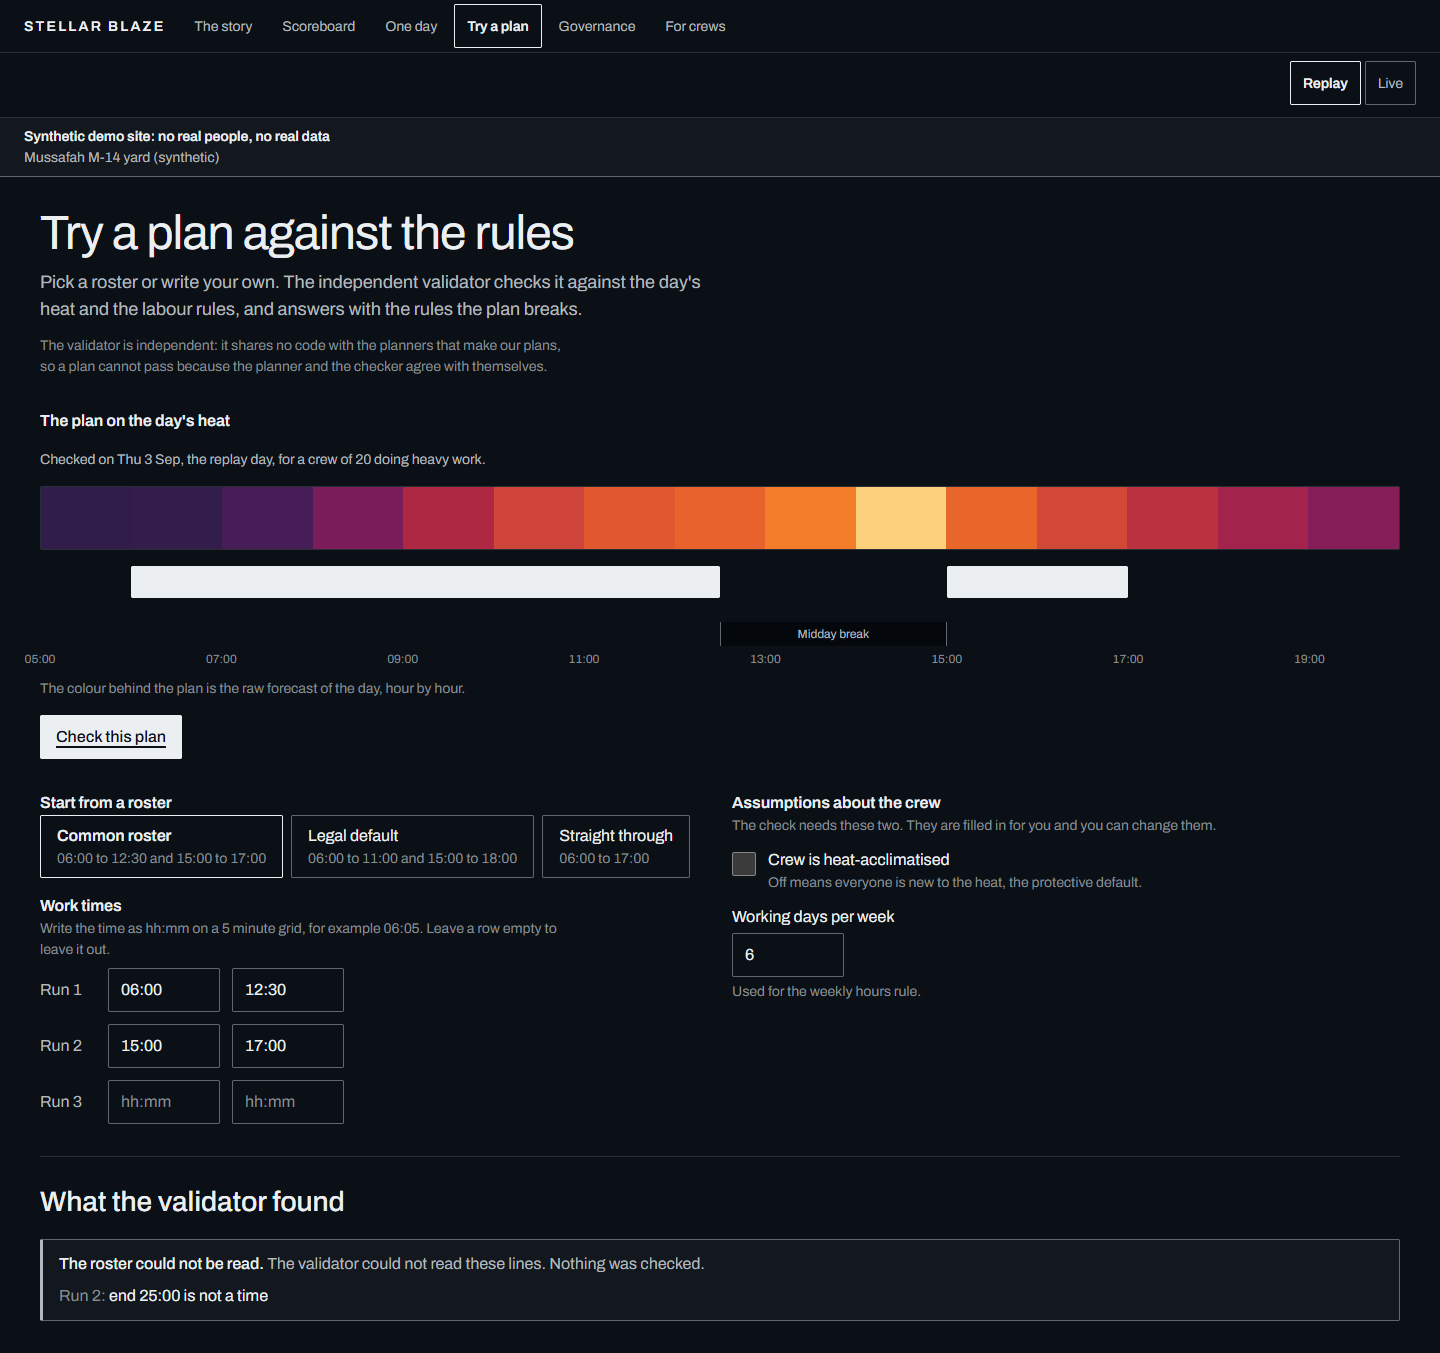 STELLAR BLAZE The story Scoreboard One day Try a plan Governance For crews
Replay Live
Synthetic demo site: no real people, no real data
Mussafah M-14 yard (synthetic)
Try a plan against the rules
Pick a roster or write your own. The independent validator checks it against the day's
heat and the labour rules, and answers with the rules the plan breaks.
The validator is independent: it shares no code with the planners that make our plans,
so a plan cannot pass because the planner and the checker agree with themselves.
The plan on the day's heat
Checked on Thu 3 Sep, the replay day, for a crew of 20 doing heavy work.
Midday break
05:00 07:00 09:00 11:00 13:00 15:00 17:00 19:00
The colour behind the plan is the raw forecast of the day, hour by hour.
Check this plan
Start from a roster
Common roster
06:00 to 12:30 and 15:00 to 17:00
Legal default
06:00 to 11:00 and 15:00 to 18:00
Straight through
06:00 to 17:00
Work times
Write the time as hh:mm on a 5 minute grid, for example 06:05. Leave a row empty to
leave it out.
Run 1 06:00 12:30
Run 2 15:00 17:00
Run 3 hh:mm hh:mm
Assumptions about the crew
The check needs these two. They are filled in for you and you can change them.
Crew is heat-acclimatised
Off means everyone is new to the heat, the protective default.
Working days per week
6
Used for the weekly hours rule.
What the validator found
The roster could not be read. The validator could not read these lines. Nothing was checked.
Run 2: end 25:00 is not a time